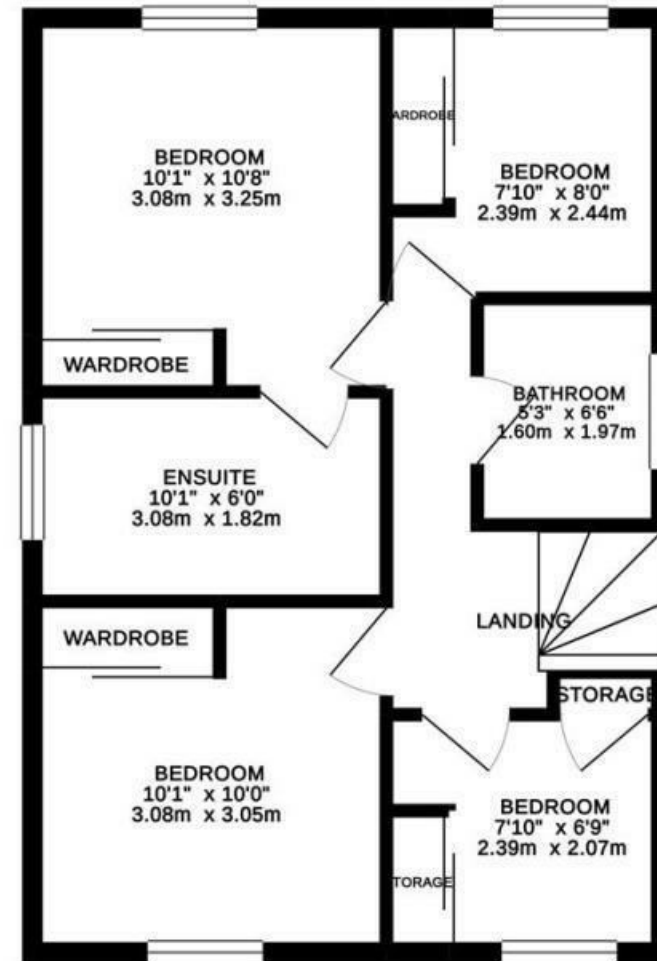 BEDROOM
10'1" x 10'8"
3.08m x 3.25m
ARDROBE
BEDROOM
7'10" x 8'0"
2.39m x 2.44m
WARDROBE
BATHROOM
5'3" x 6'6"
1.60m x 1.97m
ENSUITE
10'1" x 6'0"
3.08m x 1.82m
LANDING
WARDROBE
STORAGE
BEDROOM
10'1" x 10'0"
3.08m x 3.05m
BEDROOM
7'10" x 6'9"
2.39m x 2.07m
TORAGE